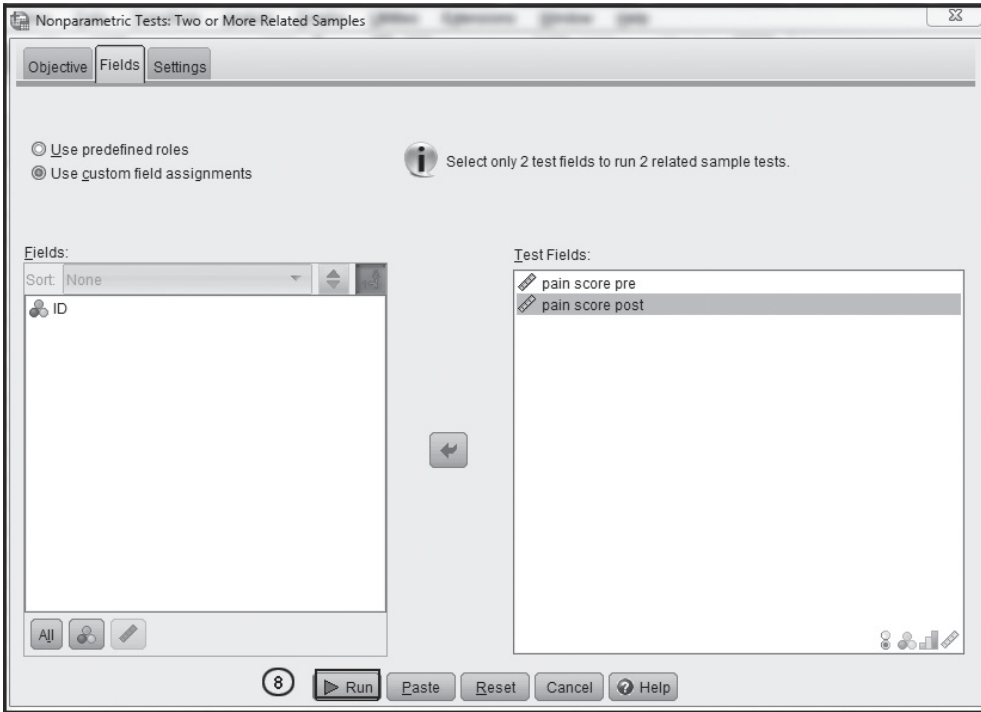 Nonparametric Tests: Two or More Related Samples
Objective Fields Settings
Use predefined roles
Use custom field assignments
Select only 2 test fields to run 2 related sample tests.
Fields:
Sort: None
ID
All
Test Fields:
pain score pre
pain score post
8 Run Paste Reset Cancel Help